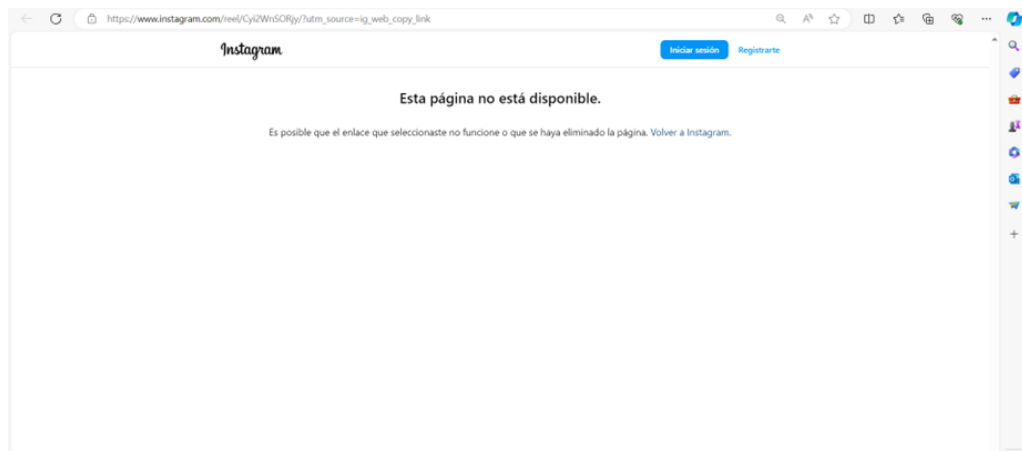 https://www.instagram.com/reel/Cyi2WnSORjy/?utm_source=ig_web_copy_link
Instagram
Iniciar sesión
Registrarte
Esta página no está disponible.
Es posible que el enlace que seleccionaste no funcione o que se haya eliminado la página. Volver a Instagram.